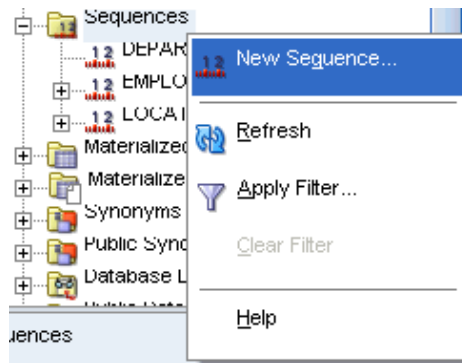 Sequences
DEPAR
EMPLO
LOCAT
Materialized
Materialize
Synonyms
Public Sync
Database L
New Sequence...
Refresh
Apply Filter...
Clear Filter
Help
uences